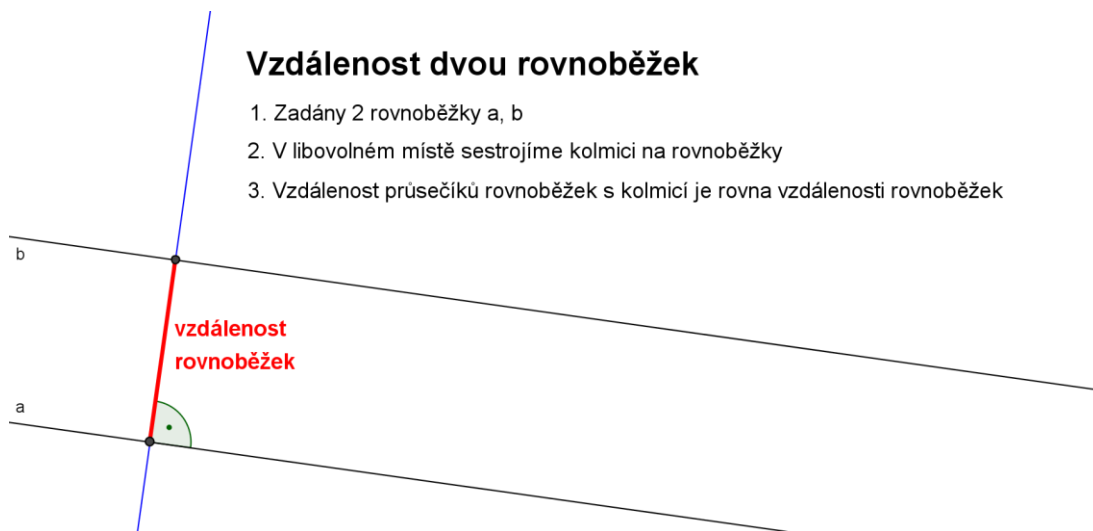 Vzdálenost dvou rovnoběžek
1. Zadány 2 rovnoběžky a, b
2. V libovolném místě sestrojíme kolmici na rovnoběžky
3. Vzdálenost průsečíků rovnoběžek s kolmicí je rovna vzdálenosti rovnoběžek
b
vzdálenost
rovnoběžek
a